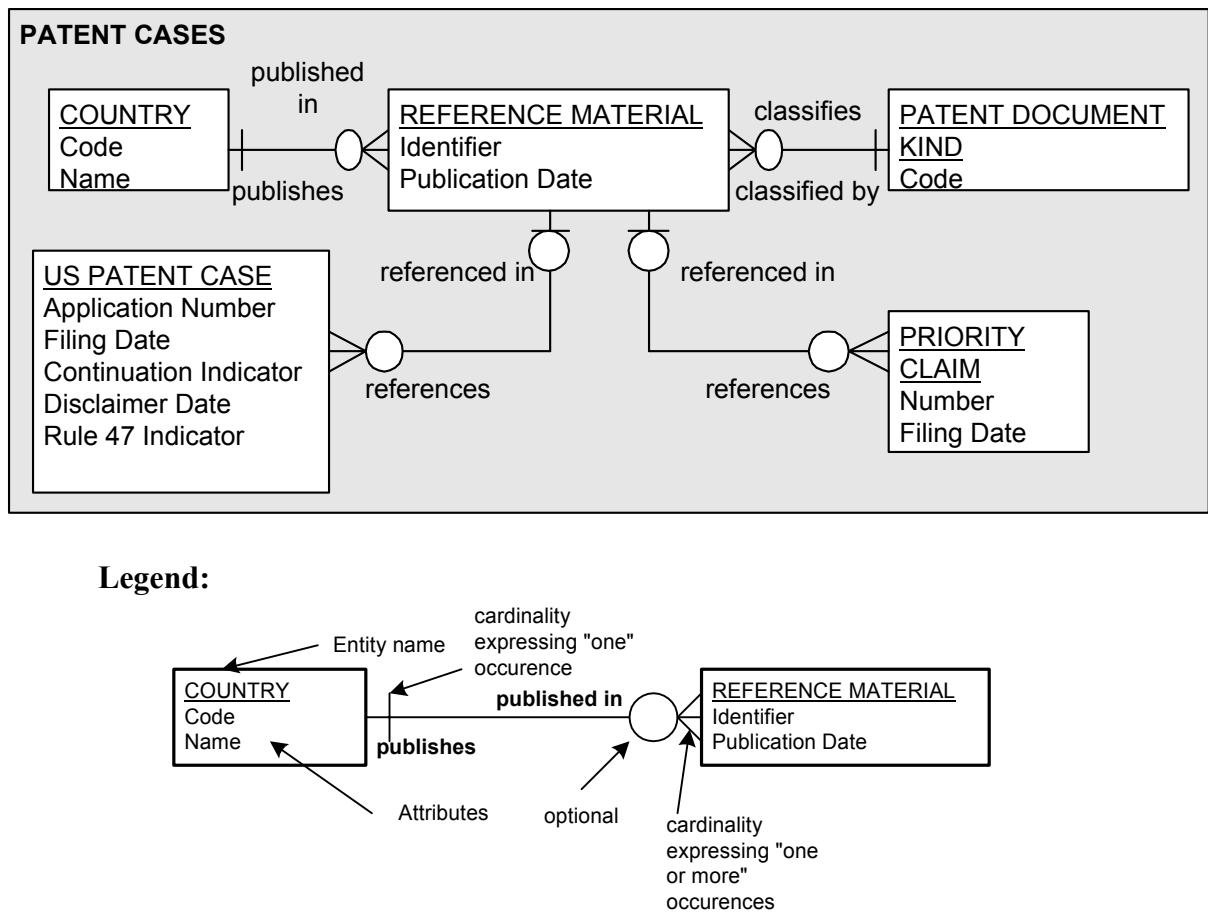 PATENT CASES
published
in
COUNTRY
Code
Name
publishes
REFERENCE MATERIAL
Identifier
Publication Date
classifies
classified by
PATENT DOCUMENT
KIND
Code
US PATENT CASE
Application Number
Filing Date
Continuation Indicator
Disclaimer Date
Rule 47 Indicator
referenced in
references
referenced in
references
PRIORITY
CLAIM
Number
Filing Date
Legend:
Entity name
cardinality
expressing "one"
occurence
COUNTRY
Code
Name
published in
publishes
REFERENCE MATERIAL
Identifier
Publication Date
Attributes
optional
cardinality
expressing "one
or more"
occurences